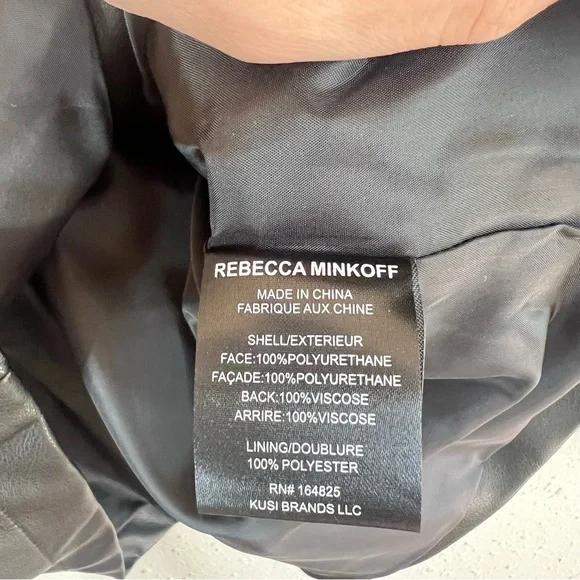 REBECCA MINKOFF
MADE IN CHINA
FABRIQUE AUX CHINE
SHELL/EXTERIEUR
FACE:100%POLYURETHANE
FAÇADE:100%POLYURETHANE
BACK:100%VISCOSE
ARRIRE:100%VISCOSE
LINING/DOUBLURE
100% POLYESTER
RN# 164825
KUSI BRANDS LLC